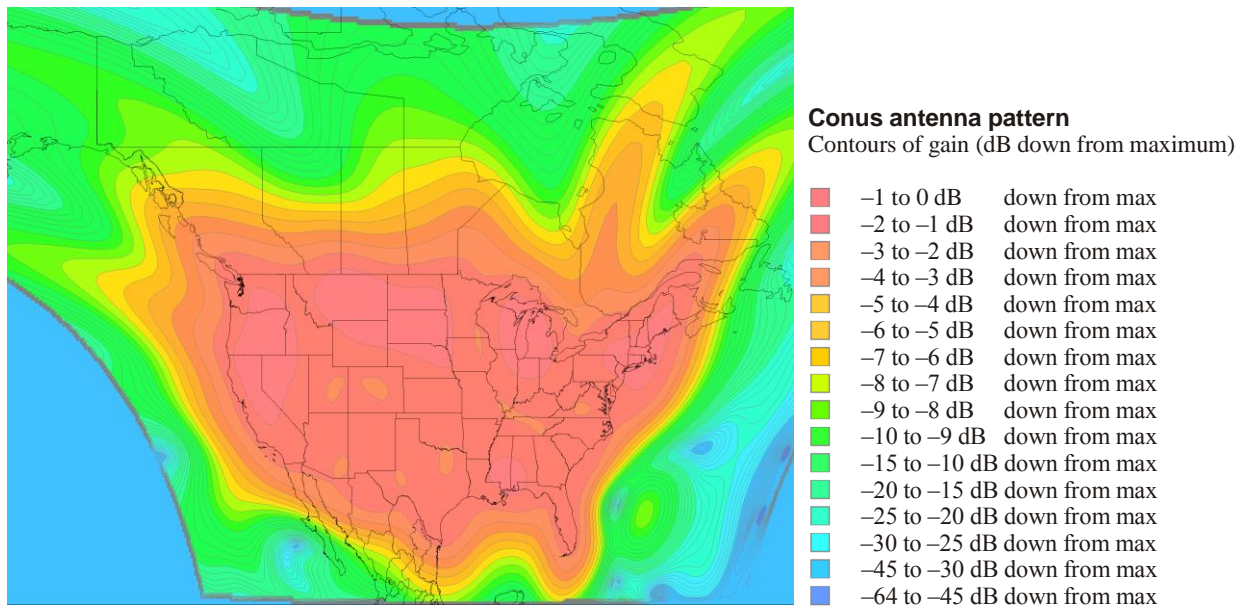 Conus antenna pattern
Contours of gain (dB down from maximum)
–1 to 0 dB down from max
–2 to –1 dB down from max
–3 to –2 dB down from max
–4 to –3 dB down from max
–5 to –4 dB down from max
–6 to –5 dB down from max
–7 to –6 dB down from max
–8 to –7 dB down from max
–9 to –8 dB down from max
–10 to –9 dB down from max
–15 to –10 dB down from max
–20 to –15 dB down from max
–25 to –20 dB down from max
–30 to –25 dB down from max
–45 to –30 dB down from max
–64 to –45 dB down from max